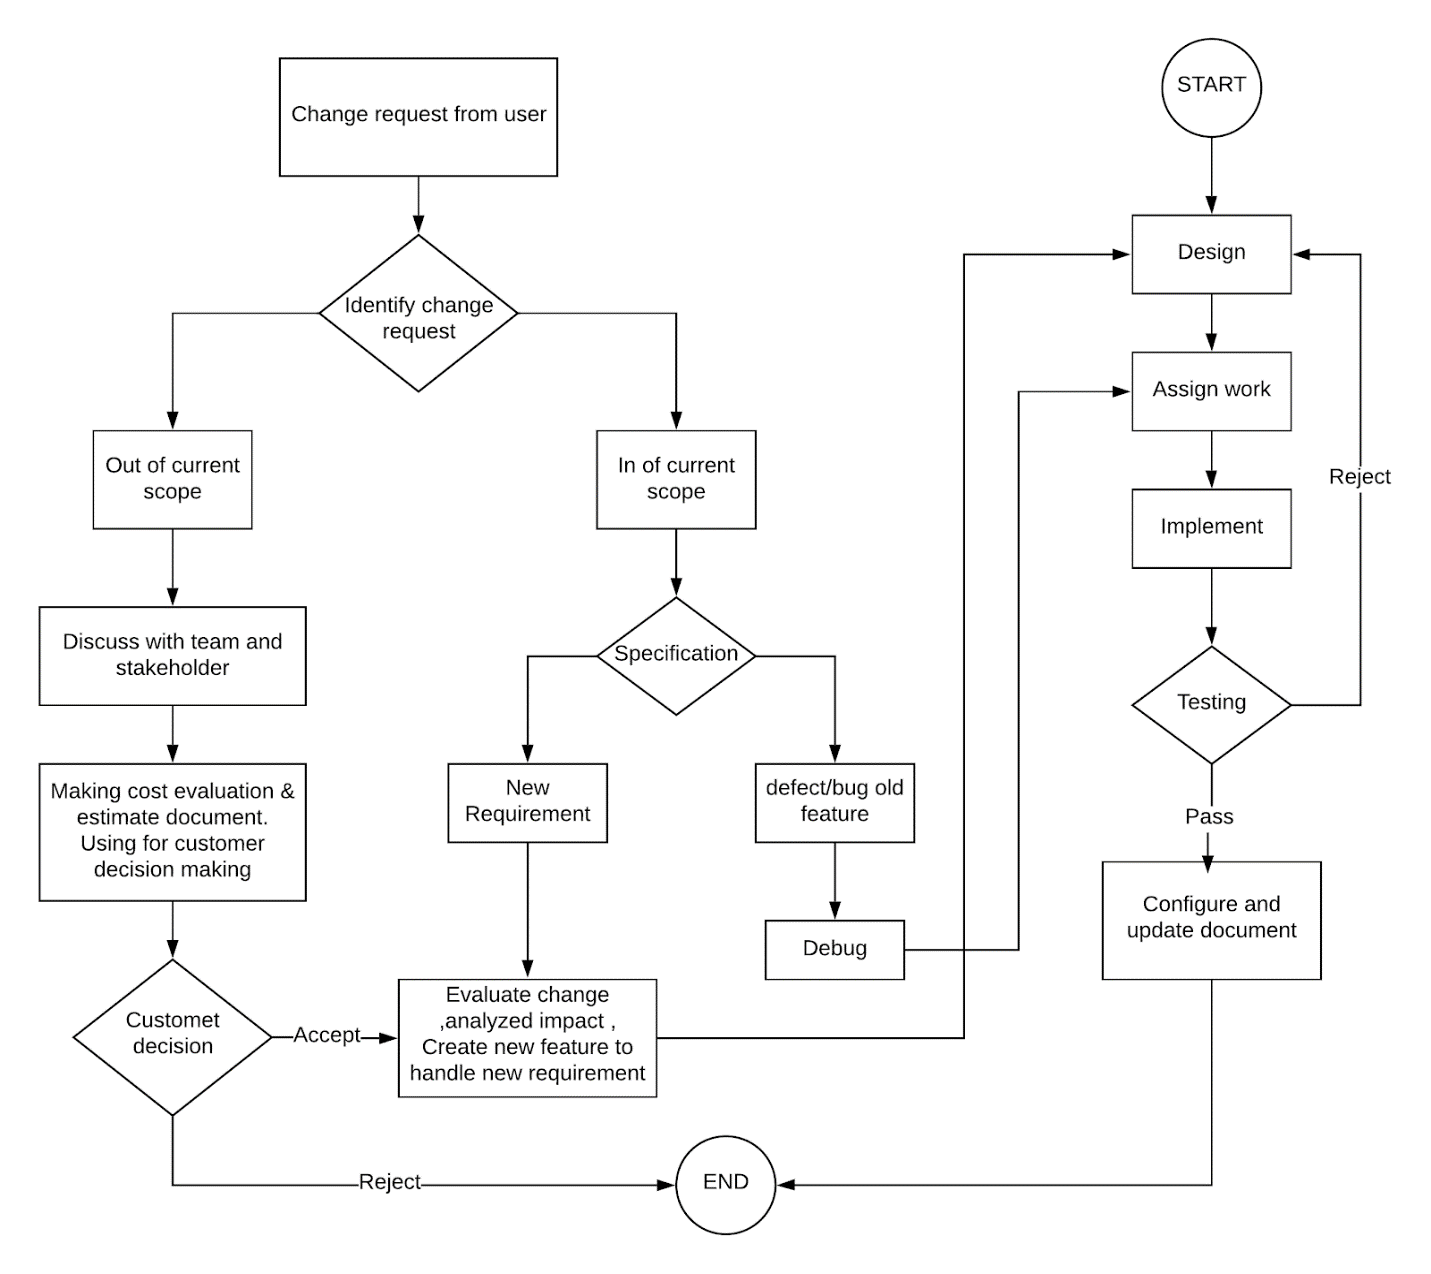 START
Change request from user
Design
Identify change
request
Assign work
Out of current
scope
In of current
scope
Reject
Implement
Discuss with team and
stakeholder
Specification
Testing
Making cost evaluation &
estimate document.
Using for customer
decision making
New
Requirement
defect/bug old
feature
Pass
Configure and
update document
Debug
Customet
decision
Accept
Evaluate change
,analyzed impact ,
Create new feature to
handle new requirement
Reject
END